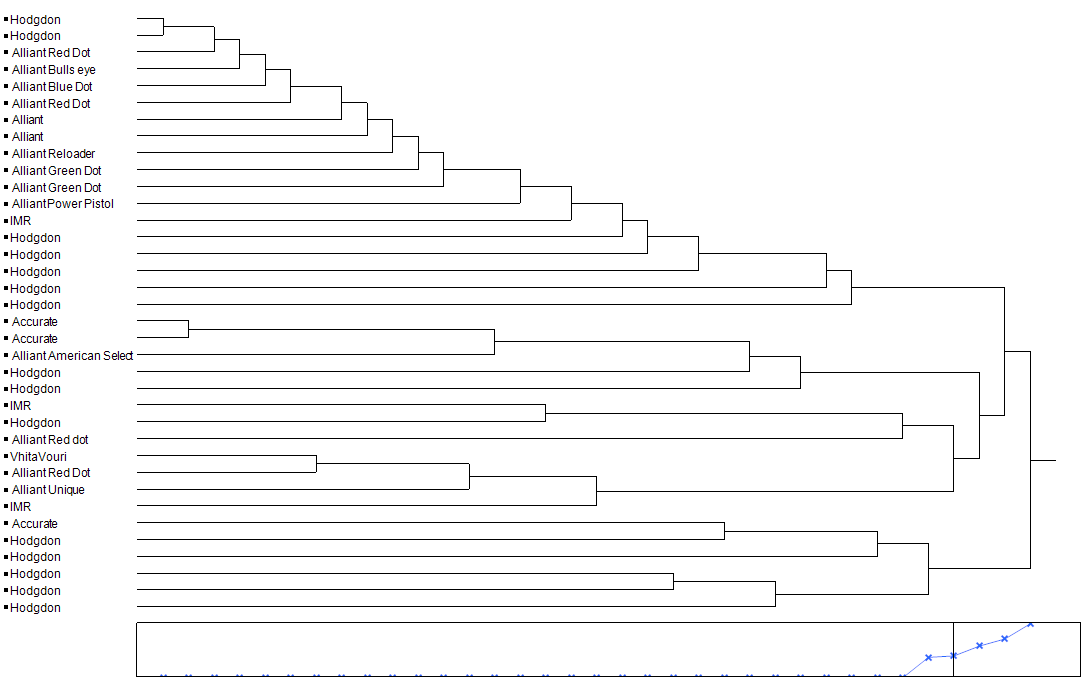 Hodgdon
Hodgdon
Alliant Red Dot
Alliant Bulls eye
Alliant Blue Dot
Alliant Red Dot
Alliant
Alliant
Alliant Reloader
Alliant Green Dot
Alliant Green Dot
Alliant Power Pistol
IMR
Hodgdon
Hodgdon
Hodgdon
Hodgdon
Hodgdon
Accurate
Accurate
Alliant American Select
Hodgdon
Hodgdon
IMR
Hodgdon
Alliant Red dot
VhitaVouri
Alliant Red Dot
Alliant Unique
IMR
Accurate
Hodgdon
Hodgdon
Hodgdon
Hodgdon
Hodgdon